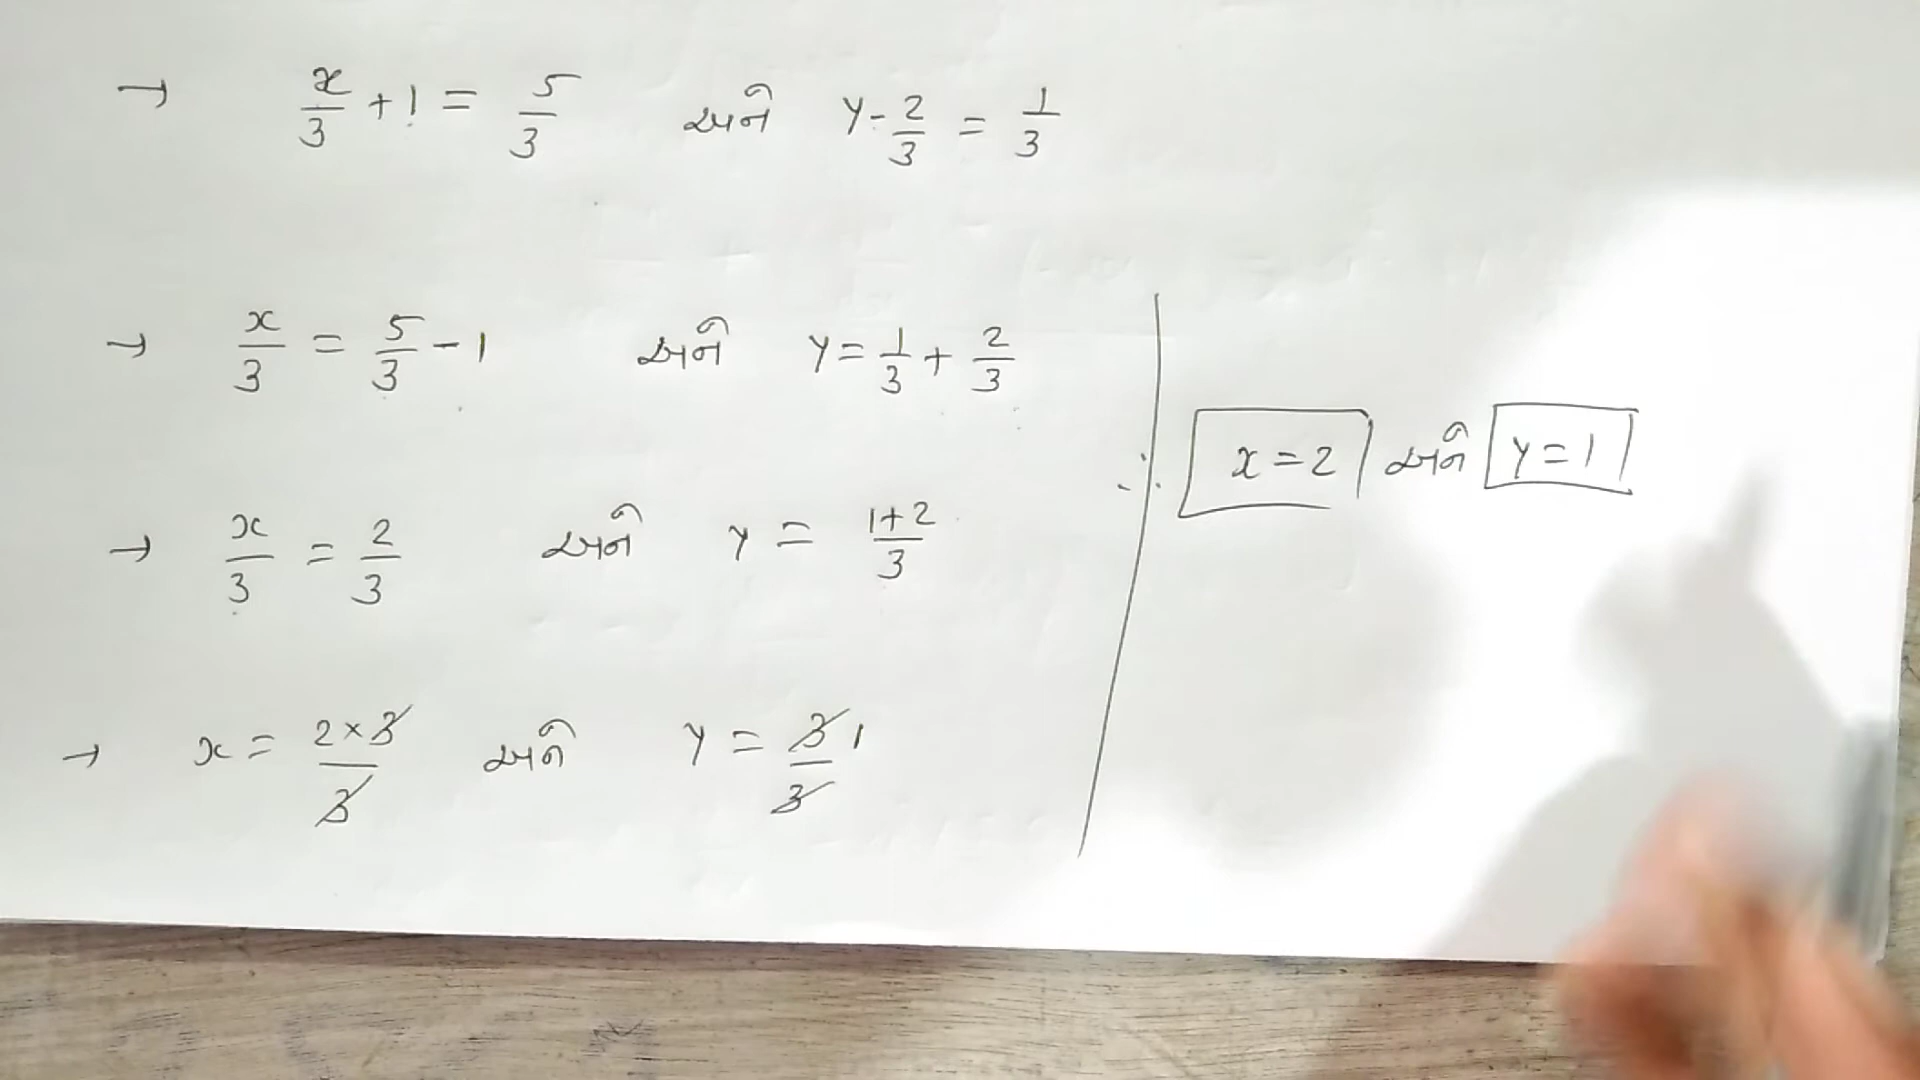 → x/3 + 1 = 5/3 અને y - 2/3 = 1/3
→ x/3 = 5/3 - 1 અને y = 1/3 + 2/3
→ x/3 = 2/3 અને y = 1+2/3
→ x = 2×3/3 અને y = 3/3 1
∴ x = 2 અને y = 1